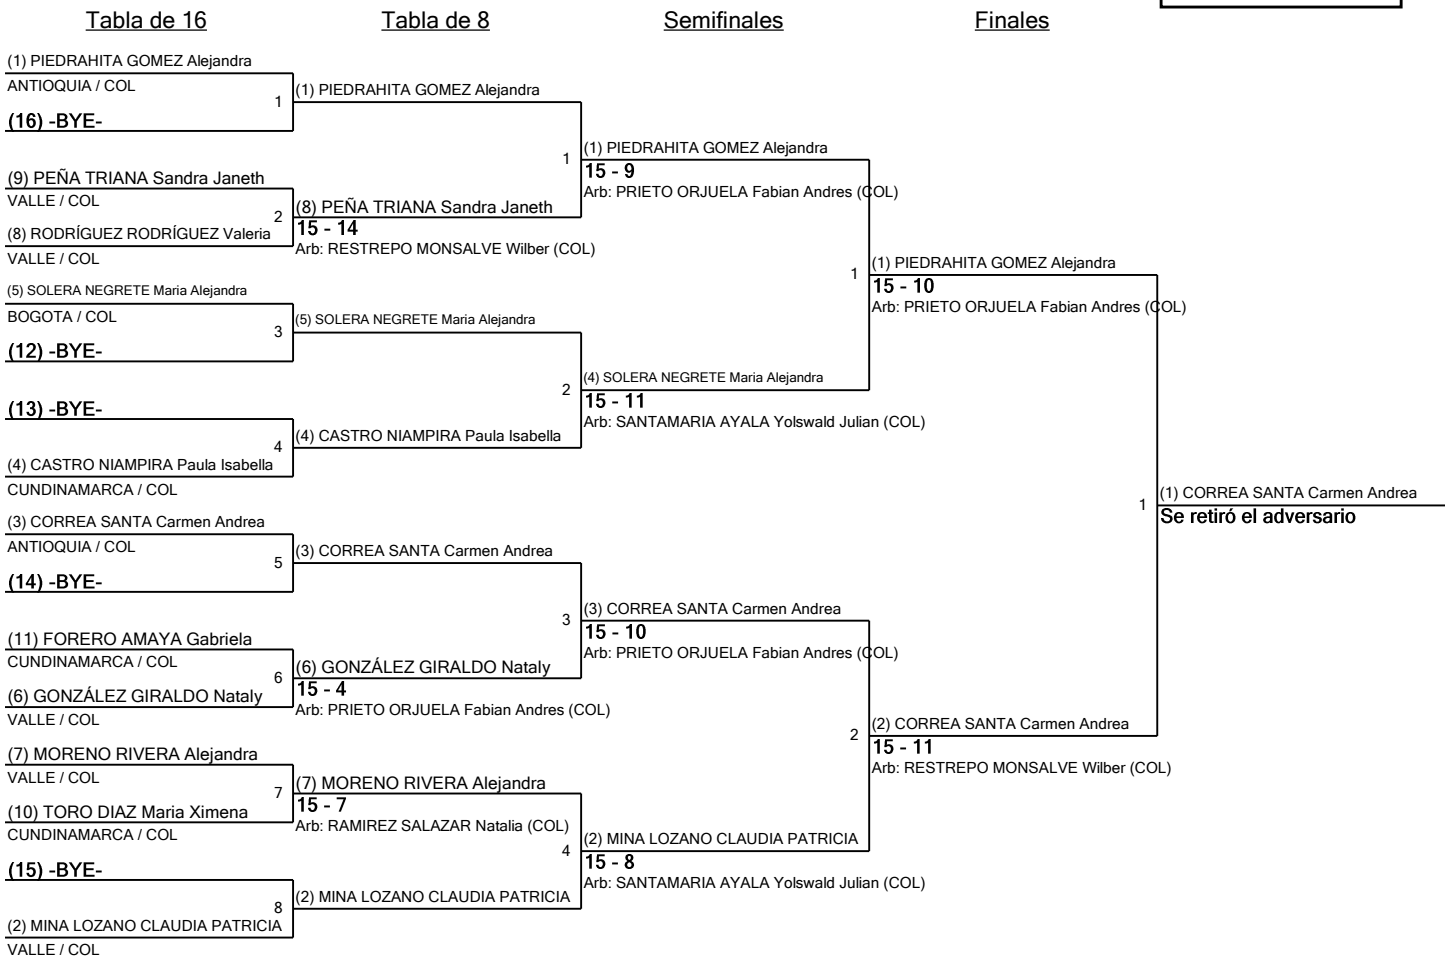 Tabla de 16
Tabla de 8
Semifinales
Finales
(1) PIEDRAHITA GOMEZ Alejandra
ANTIOQUIA / COL
1
(16) -BYE-
(9) PEÑA TRIANA Sandra Janeth
VALLE / COL
2
(8) RODRÍGUEZ RODRÍGUEZ Valeria
VALLE / COL
(5) SOLERA NEGRETE Maria Alejandra
BOGOTA / COL
3
(12) -BYE-
(13) -BYE-
4
(4) CASTRO NIAMPIRA Paula Isabella
CUNDINAMARCA / COL
(3) CORREA SANTA Carmen Andrea
ANTIOQUIA / COL
5
(14) -BYE-
(11) FORERO AMAYA Gabriela
CUNDINAMARCA / COL
6
(6) GONZÁLEZ GIRALDO Nataly
VALLE / COL
(7) MORENO RIVERA Alejandra
VALLE / COL
7
(10) TORO DIAZ Maria Ximena
CUNDINAMARCA / COL
(15) -BYE-
8
(2) MINA LOZANO CLAUDIA PATRICIA
VALLE / COL
(1) PIEDRAHITA GOMEZ Alejandra
1
(8) PEÑA TRIANA Sandra Janeth
15 - 14
Arb: RESTREPO MONSALVE Wilber (COL)
(5) SOLERA NEGRETE Maria Alejandra
2
(4) CASTRO NIAMPIRA Paula Isabella
(3) CORREA SANTA Carmen Andrea
3
(6) GONZÁLEZ GIRALDO Nataly
15 - 4
Arb: PRIETO ORJUELA Fabian Andres (COL)
(7) MORENO RIVERA Alejandra
15 - 7
Arb: RAMIREZ SALAZAR Natalia (COL)
4
(2) MINA LOZANO CLAUDIA PATRICIA
(1) PIEDRAHITA GOMEZ Alejandra
15 - 9
Arb: PRIETO ORJUELA Fabian Andres (COL)
1
(4) SOLERA NEGRETE Maria Alejandra
15 - 11
Arb: SANTAMARIA AYALA Yolswald Julian (COL)
(3) CORREA SANTA Carmen Andrea
15 - 10
Arb: PRIETO ORJUELA Fabian Andres (COL)
2
(2) MINA LOZANO CLAUDIA PATRICIA
15 - 8
Arb: SANTAMARIA AYALA Yolswald Julian (COL)
(1) PIEDRAHITA GOMEZ Alejandra
15 - 10
Arb: PRIETO ORJUELA Fabian Andres (COL)
1
(2) CORREA SANTA Carmen Andrea
15 - 11
Arb: RESTREPO MONSALVE Wilber (COL)
(1) CORREA SANTA Carmen Andrea
Se retiró el adversario